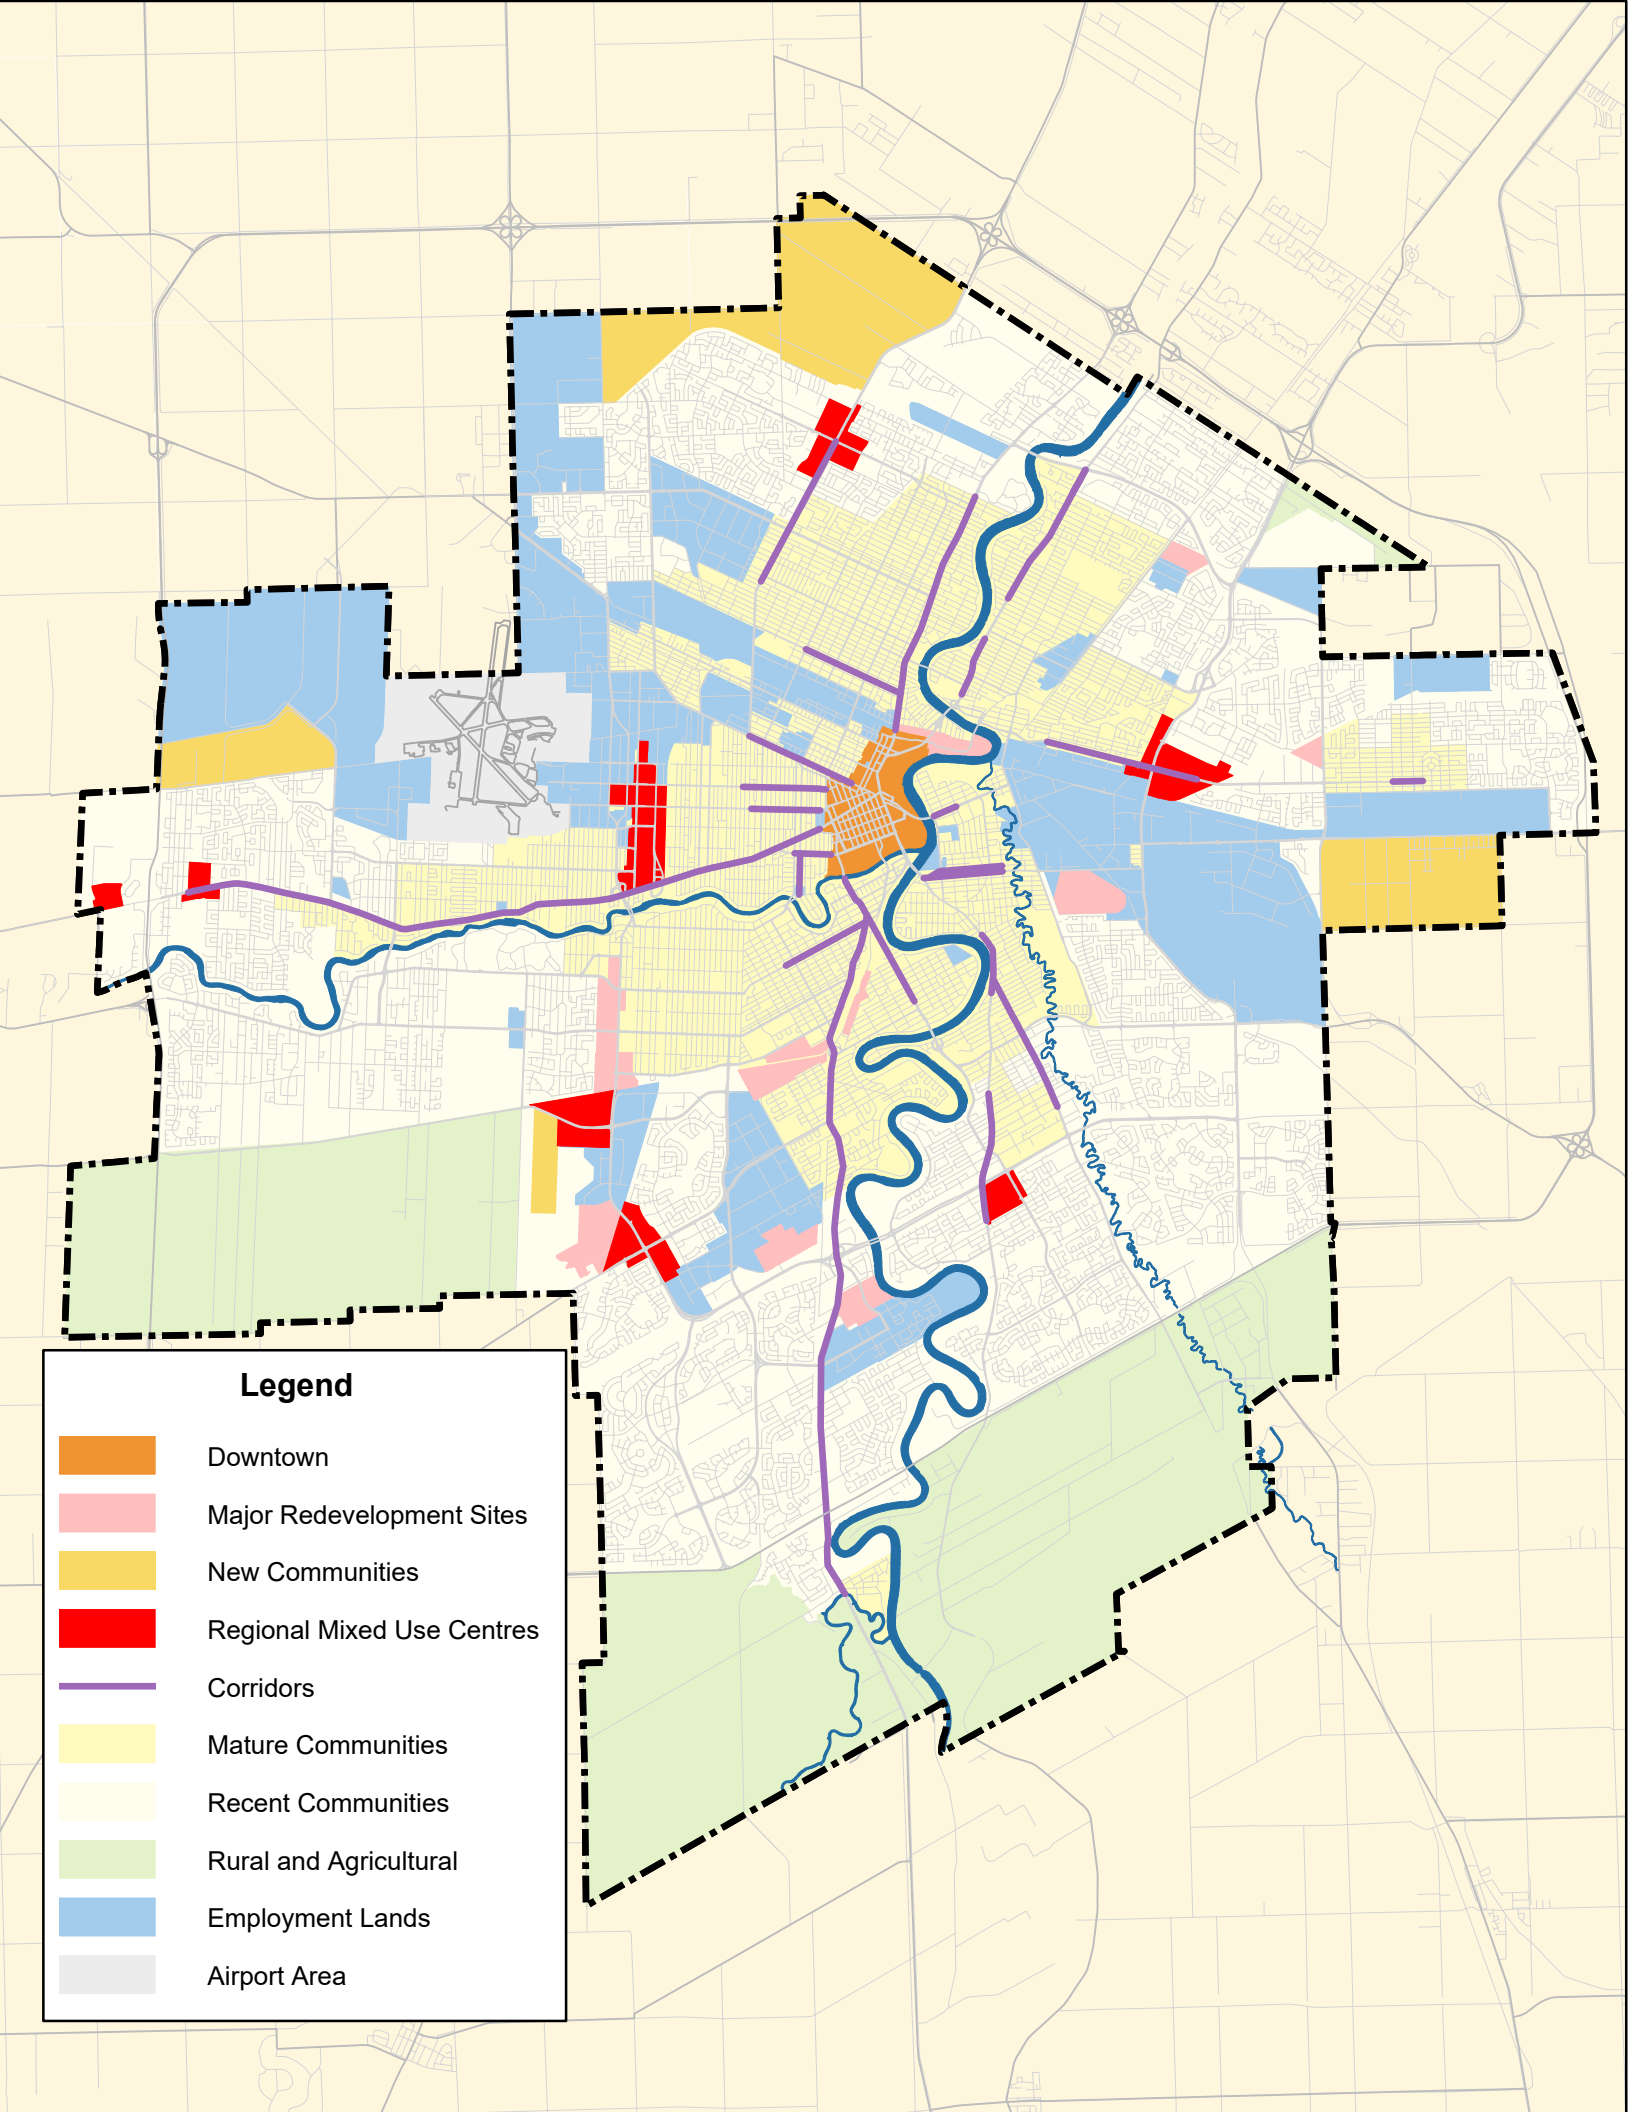 Legend
Downtown
Major Redevelopment Sites
New Communities
Regional Mixed Use Centres
Corridors
Mature Communities
Recent Communities
Rural and Agricultural
Employment Lands
Airport Area